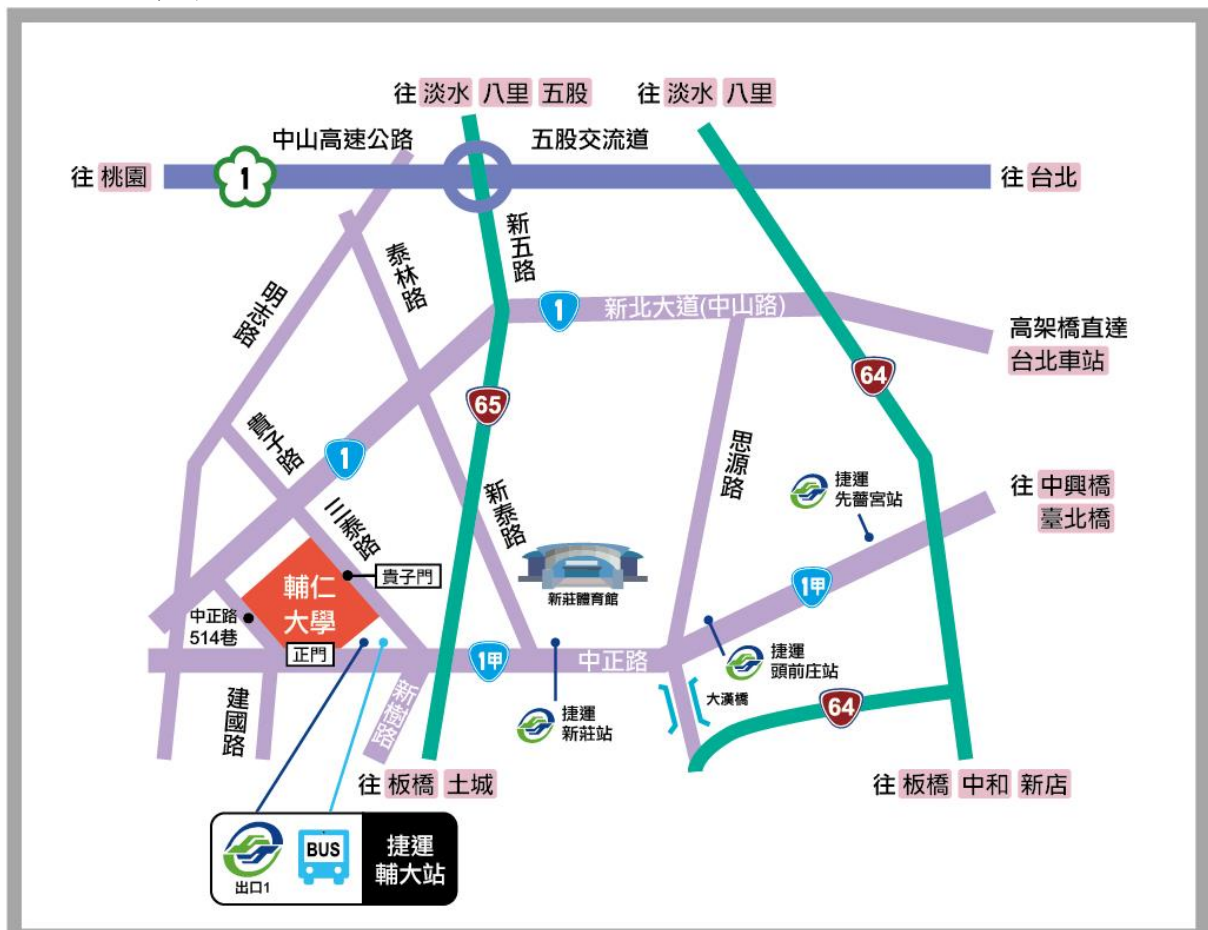 往 淡水 八里 五股
往 淡水 八里
中山高速公路
五股交流道
往 桃園
1
往 台北
新五路
泰林路
明志路
1
新北大道(中山路)
高架橋直達
台北車站
64
65
貴子路
1
思源路
新泰路
捷運
先嗇宮站
往 中興橋
臺北橋
三泰路
新莊體育館
1甲
貴子門
輔仁
大學
中正路
514巷
正門
1甲
中正路
捷運
頭前庄站
建國路
新樹路
捷運
新莊站
大漢橋
64
往 板橋 土城
往 板橋 中和 新店
BUS
出口1
捷運
輔大站